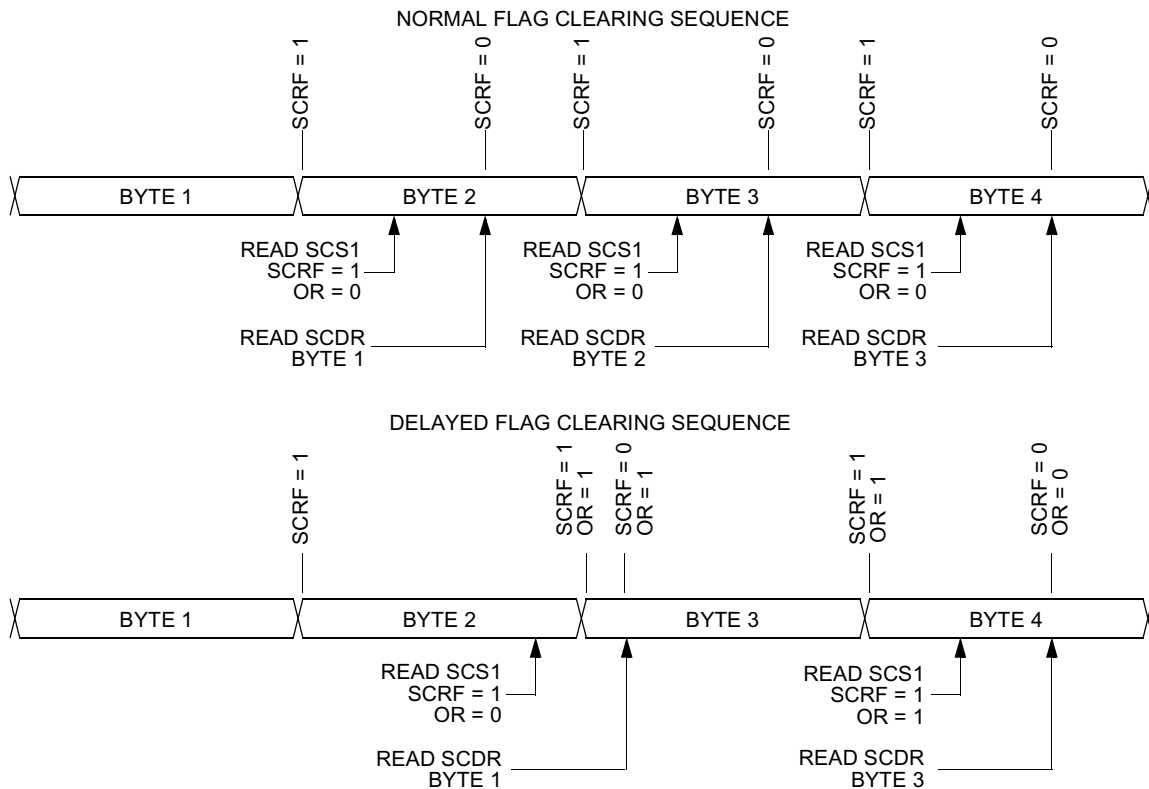 NORMAL FLAG CLEARING SEQUENCE
SCRF = 1
SCRF = 0
SCRF = 1
SCRF = 0
SCRF = 1
SCRF = 0
BYTE 1
BYTE 2
BYTE 3
BYTE 4
READ SCS1
SCRF = 1
OR = 0
READ SCS1
SCRF = 1
OR = 0
READ SCS1
SCRF = 1
OR = 0
READ SCDR
BYTE 1
READ SCDR
BYTE 2
READ SCDR
BYTE 3
DELAYED FLAG CLEARING SEQUENCE
SCRF = 1
SCRF = 1
OR = 1
SCRF = 0
OR = 1
SCRF = 1
OR = 1
SCRF = 0
OR = 0
BYTE 1
BYTE 2
BYTE 3
BYTE 4
READ SCS1
SCRF = 1
OR = 0
READ SCS1
SCRF = 1
OR = 1
READ SCDR
BYTE 1
READ SCDR
BYTE 3